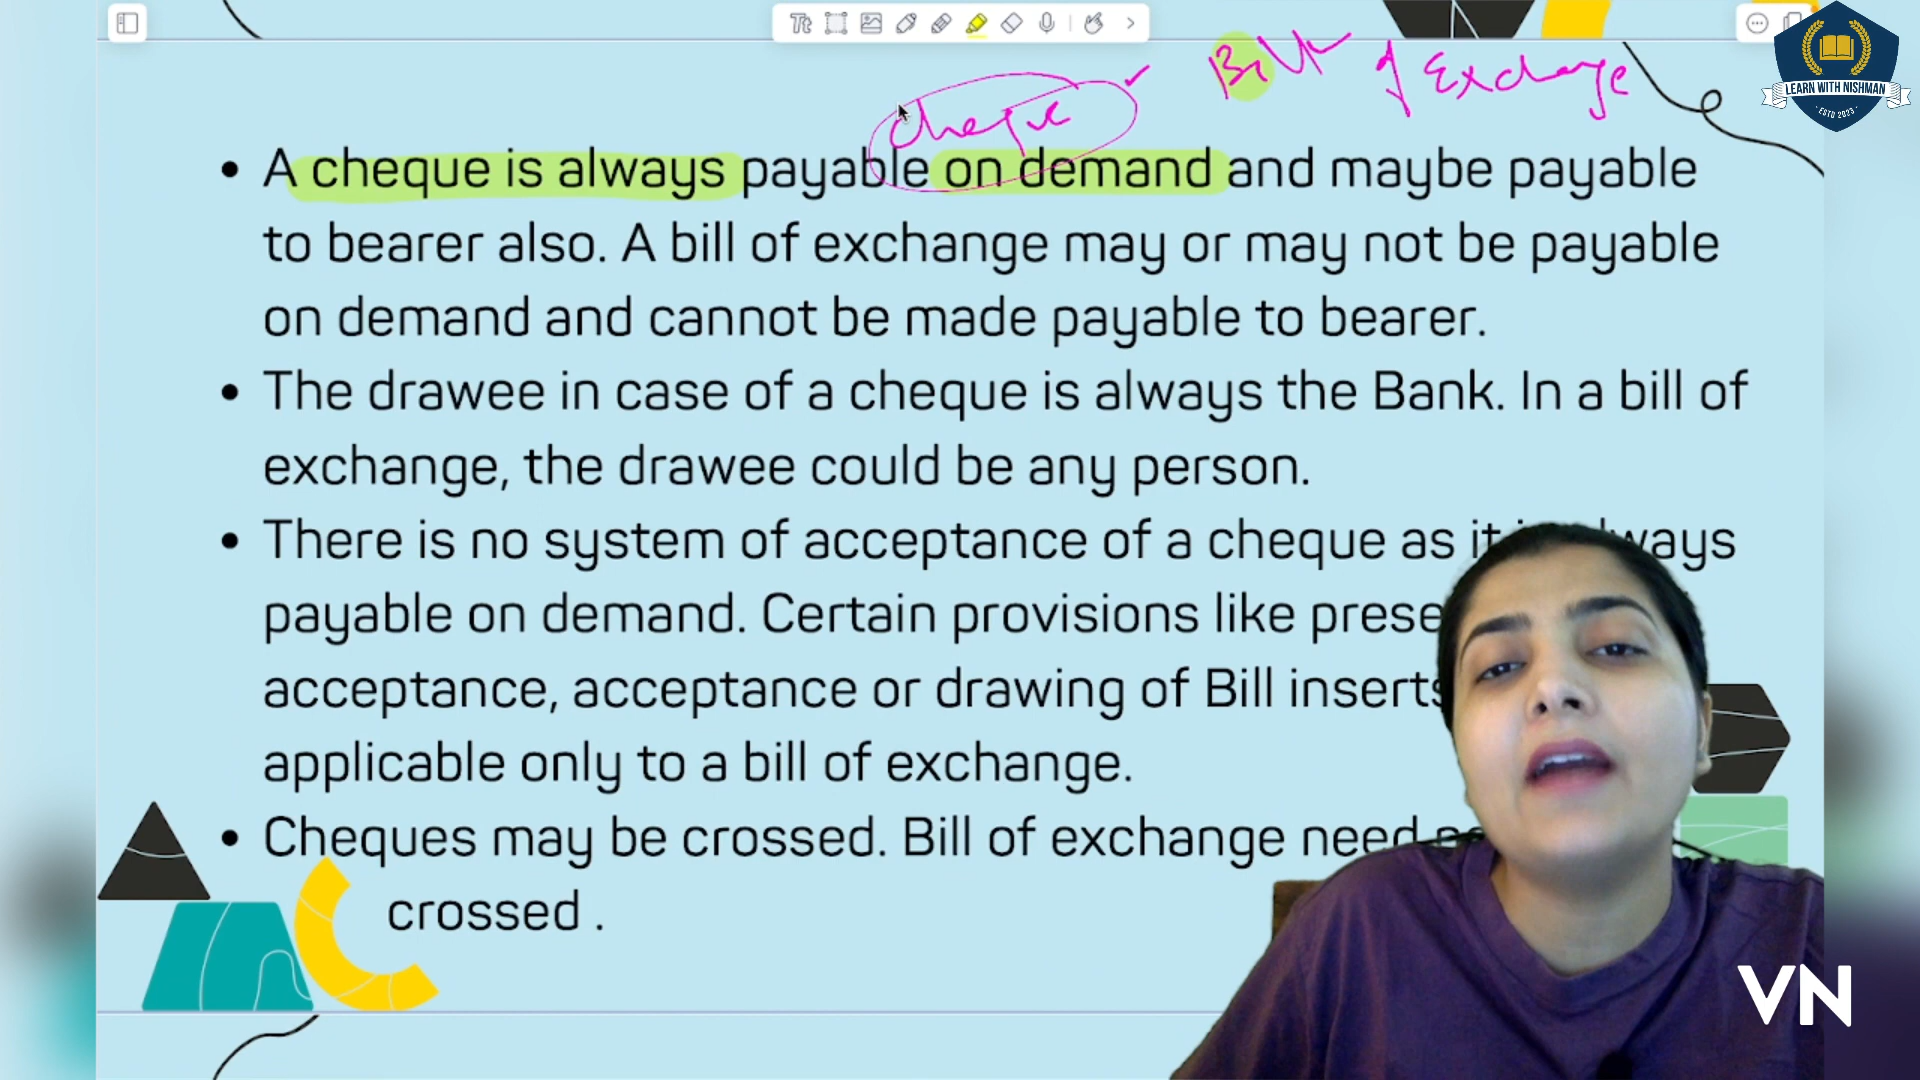 Bill of Exchange
cheque
LEARN WITH NISHMAN
ESTD 2023
• A cheque is always payable on demand and maybe payable
to bearer also. A bill of exchange may or may not be payable
on demand and cannot be made payable to bearer.
• The drawee in case of a cheque is always the Bank. In a bill of
exchange, the drawee could be any person.
• There is no system of acceptance of a cheque as it always
payable on demand. Certain provisions like
acceptance, acceptance or drawing of Bill inserts
applicable only to a bill of exchange.
• Cheques may be crossed. Bill of exchange need
crossed .
VN